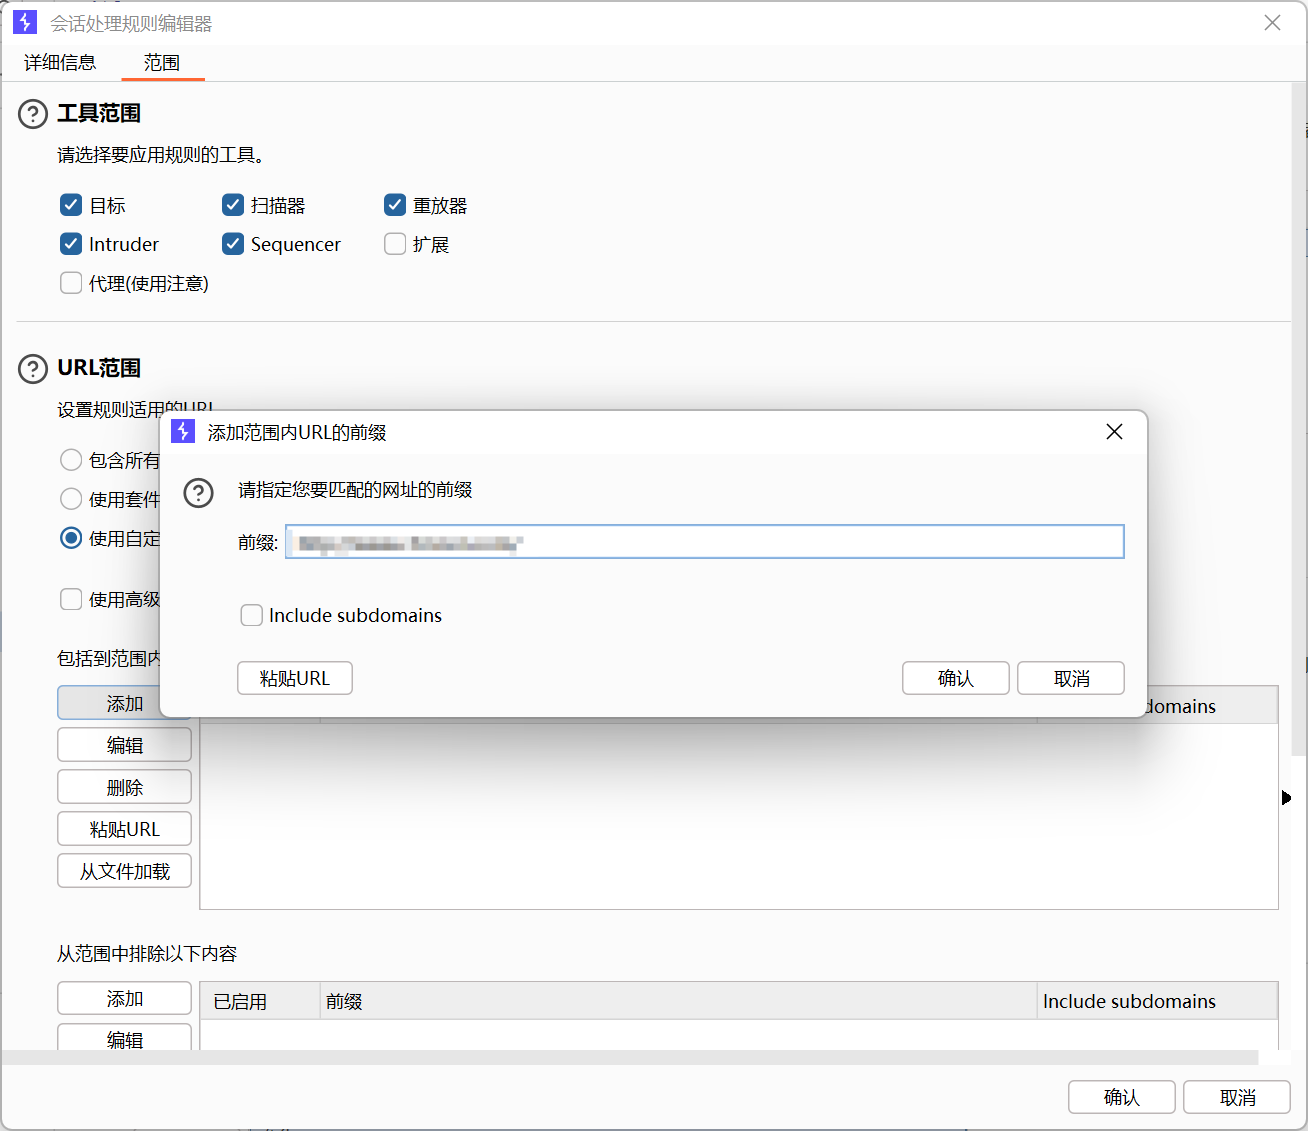 会话处理规则编辑器
详细信息 范围
工具范围
请选择要应用规则的工具。
目标 扫描器 重放器
Intruder Sequencer 扩展
代理(使用注意)
URL范围
设置规则适用的URL
添加范围内URL的前缀
包含所有
请指定您要匹配的网址的前缀
使用套件
使用自定
前缀:
使用高级
Include subdomains
包括到范围内
粘贴URL 确认 取消
添加 domains
编辑
删除
粘贴URL
从文件加载
从范围中排除以下内容
添加 已启用 前缀 Include subdomains
编辑
确认 取消